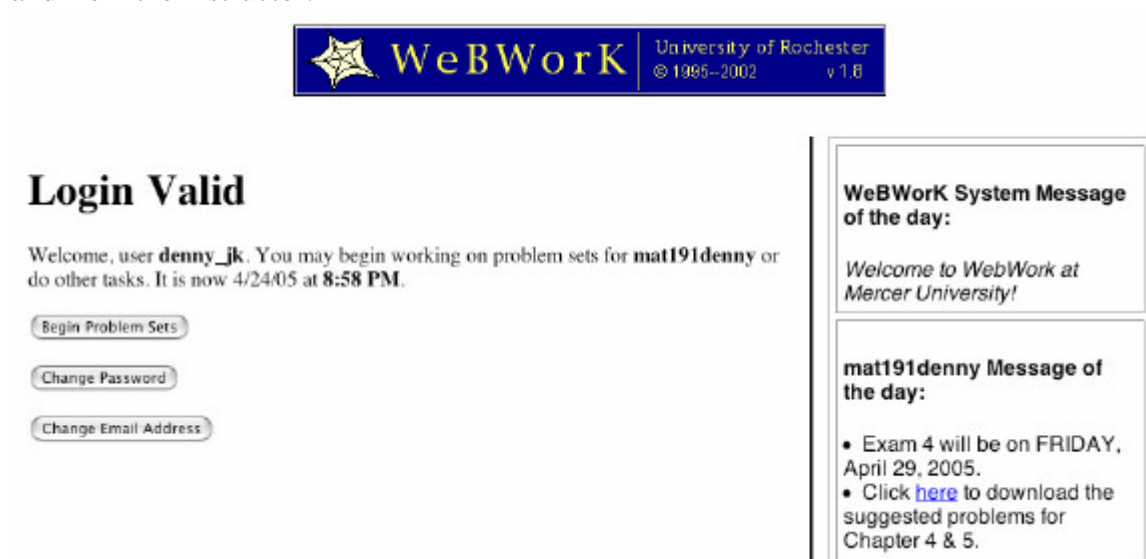 WeBWorK
University of Rochester
© 1995--2002 v 1.8
Login Valid
Welcome, user denny_jk. You may begin working on problem sets for mat191denny or
do other tasks. It is now 4/24/05 at 8:58 PM.
Begin Problem Sets
Change Password
Change Email Address
WeBWorK System Message
of the day:
Welcome to WebWork at
Mercer University!
mat191denny Message of
the day:
• Exam 4 will be on FRIDAY,
April 29, 2005.
• Click here to download the
suggested problems for
Chapter 4 & 5.